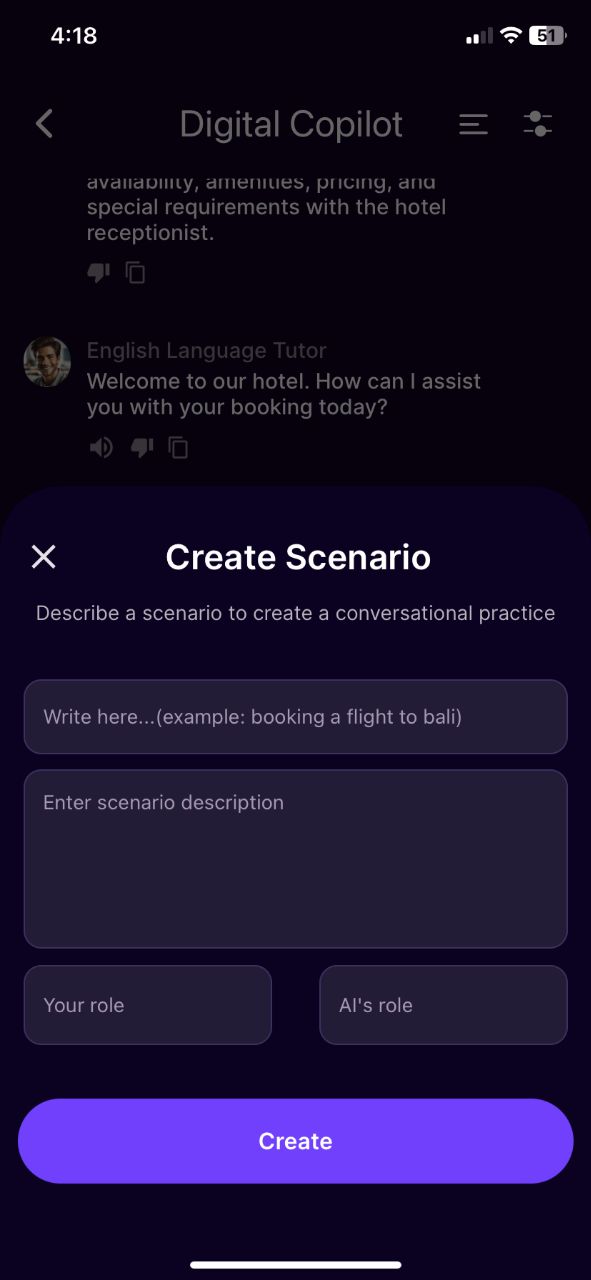 4:18
51
Digital Copilot
availability, amenities, pricing, and
special requirements with the hotel
receptionist.
English Language Tutor
Welcome to our hotel. How can I assist
you with your booking today?
Create Scenario
Describe a scenario to create a conversational practice
Write here...(example: booking a flight to bali)
Enter scenario description
Your role
AI's role
Create